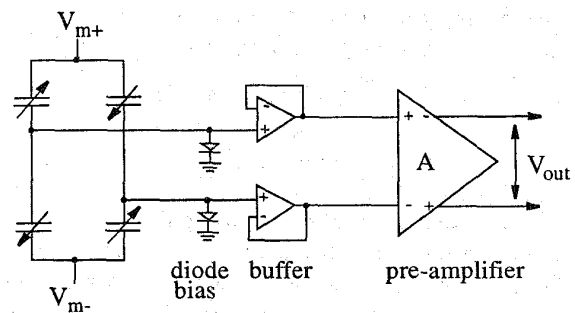 Vm+
+ -
A
- +
Vout
- +
+ -
Vm-
diode bias
buffer
pre-amplifier